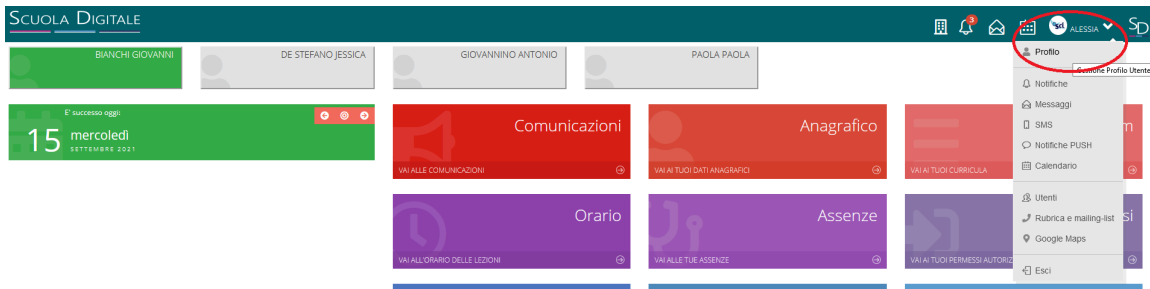 SCUOLA DIGITALE
3
ALESSIA
SD
BIANCHI GIOVANNI
DE STEFANO JESSICA
GIOVANNINO ANTONIO
PAOLA PAOLA
Profilo
Gestione Profilo Utente
Notifiche
Messaggi
SMS
Notifiche PUSH
Calendario
Utenti
Rubrica e mailing-list
Google Maps
Esci
E' successo oggi:
15 mercoledì
SETTEMBRE 2021
Comunicazioni
VAI ALLE COMUNICAZIONI
Anagrafico
VAI AI TUOI DATI ANAGRAFICI
m
VAI AI TUOI CURRICULA
Orario
VAI ALL'ORARIO DELLE LEZIONI
Assenze
VAI ALLE TUE ASSENZE
si
VAI AI TUOI PERMESSI AUTORIZ